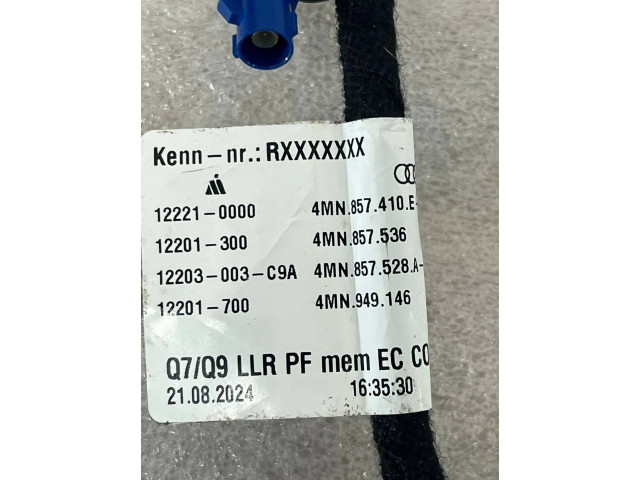 Kenn-nr.: RXXXXXXX
12221-0000 4MN.857.410.E-
12201-300 4MN.857.536
12203-003-C9A 4MN.857.528.A-
12201-700 4MN.949.146
Q7/Q9 LLR PF mem EC CO
21.08.2024 16:35:30